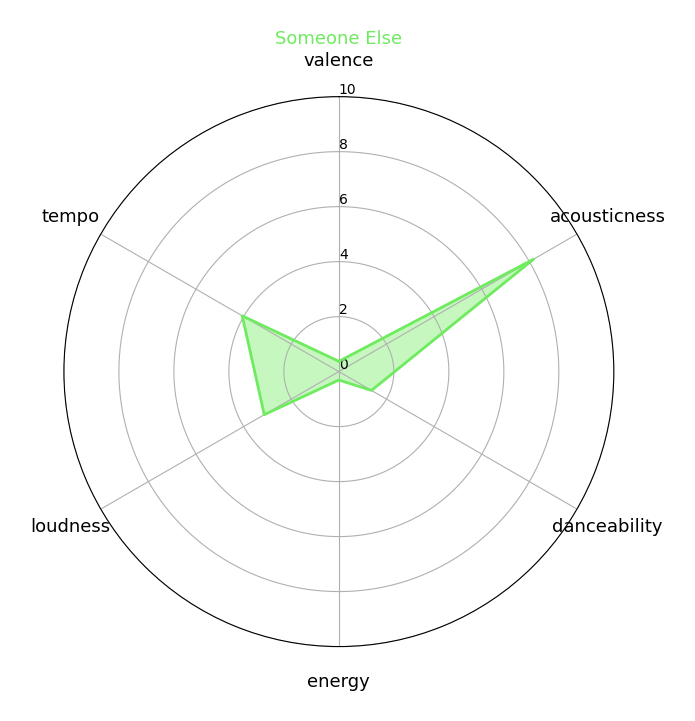 Someone Else
valence
10
8
acousticness
tempo
6
4
2
0
loudness
danceability
energy